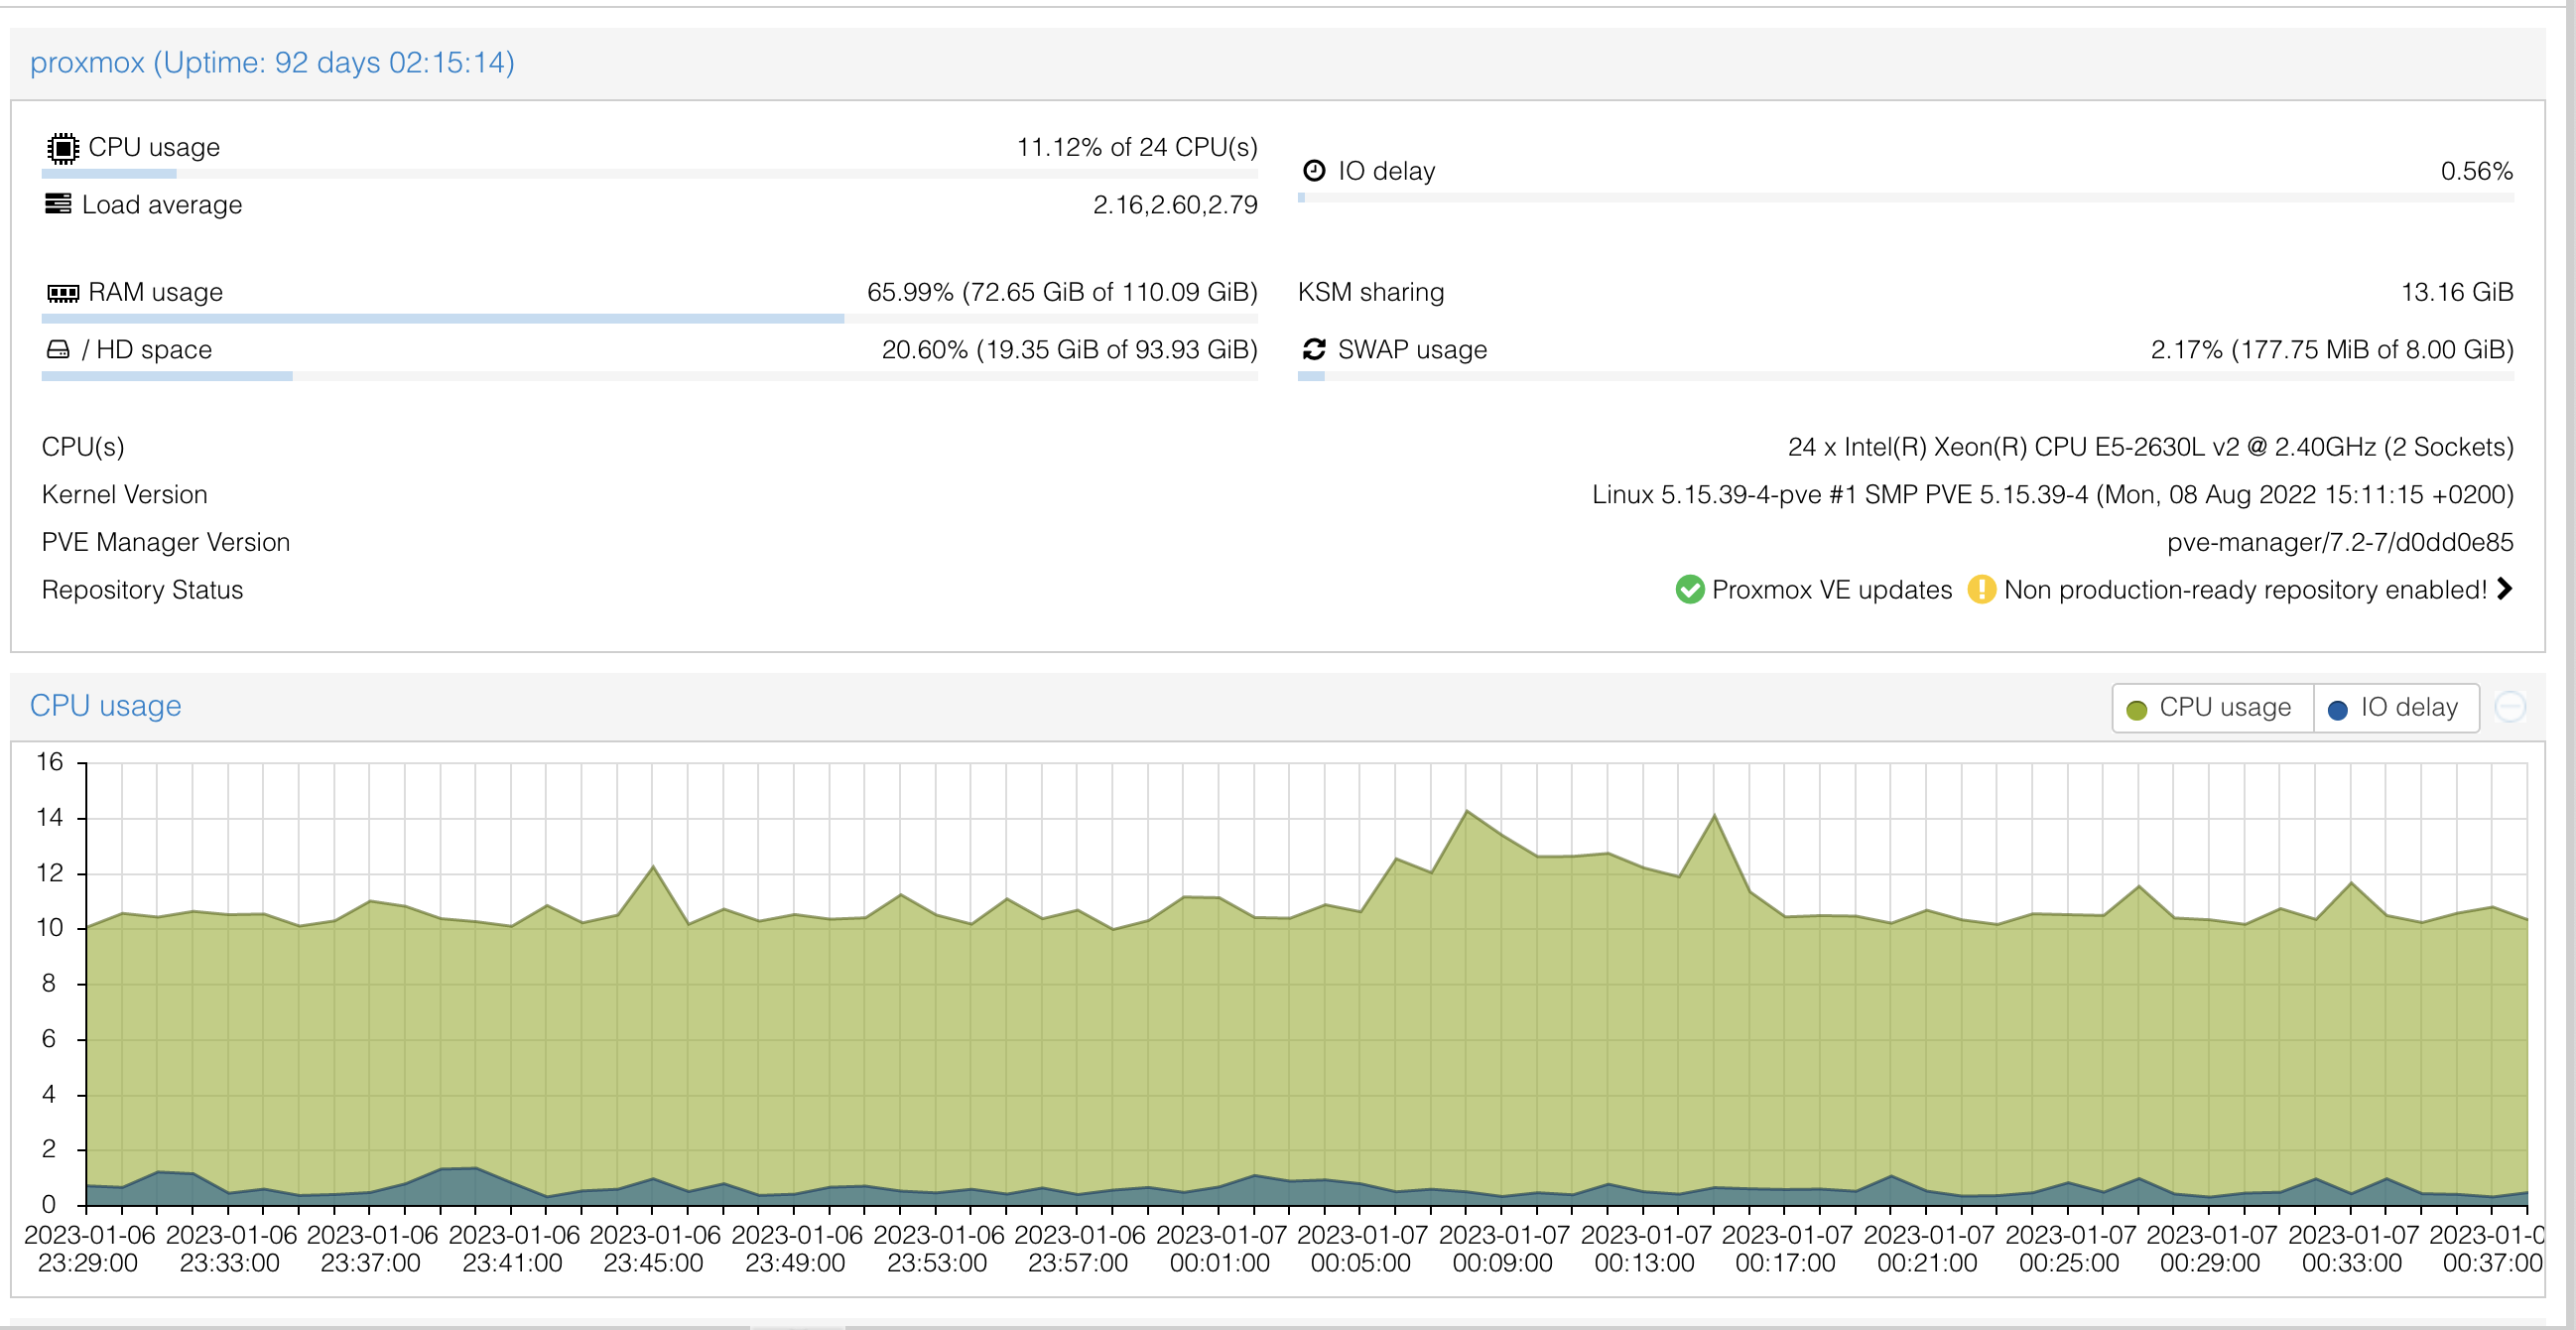 proxmox (Uptime: 92 days 02:15:14)
CPU usage 11.12% of 24 CPU(s)
IO delay 0.56%
Load average 2.16,2.60,2.79
RAM usage 65.99% (72.65 GiB of 110.09 GiB)
KSM sharing 13.16 GiB
/ HD space 20.60% (19.35 GiB of 93.93 GiB)
SWAP usage 2.17% (177.75 MiB of 8.00 GiB)
CPU(s) 24 x Intel(R) Xeon(R) CPU E5-2630L v2 @ 2.40GHz (2 Sockets)
Kernel Version Linux 5.15.39-4-pve #1 SMP PVE 5.15.39-4 (Mon, 08 Aug 2022 15:11:15 +0200)
PVE Manager Version pve-manager/7.2-7/d0dd0e85
Repository Status Proxmox VE updates Non production-ready repository enabled!
CPU usage
CPU usage IO delay
16
14
12
10
8
6
4
2
0
2023-01-06 2023-01-06 2023-01-06 2023-01-06 2023-01-06 2023-01-06 2023-01-06 2023-01-06 2023-01-07 2023-01-07 2023-01-07 2023-01-07 2023-01-07 2023-01-07 2023-01-07 2023-01-07 2023-01-07 2023-01-0
23:29:00 23:33:00 23:37:00 23:41:00 23:45:00 23:49:00 23:53:00 23:57:00 00:01:00 00:05:00 00:09:00 00:13:00 00:17:00 00:21:00 00:25:00 00:29:00 00:33:00 00:37:00